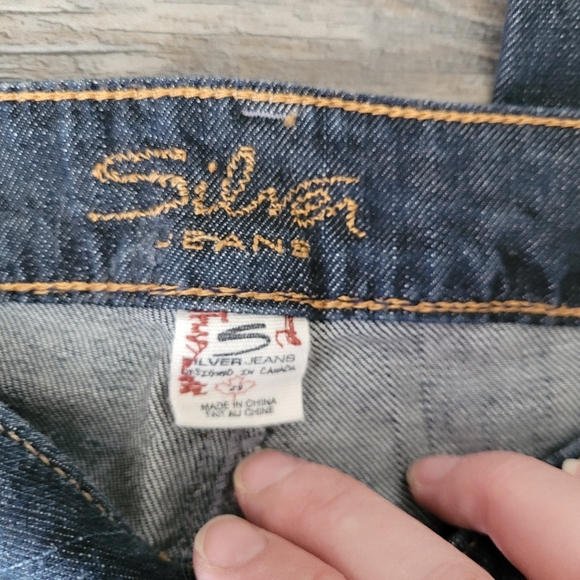 Silver
JEANS
S
SILVER JEANS
DESIGNED IN CANADA
MADE IN CHINA
FAIT AU CHINE